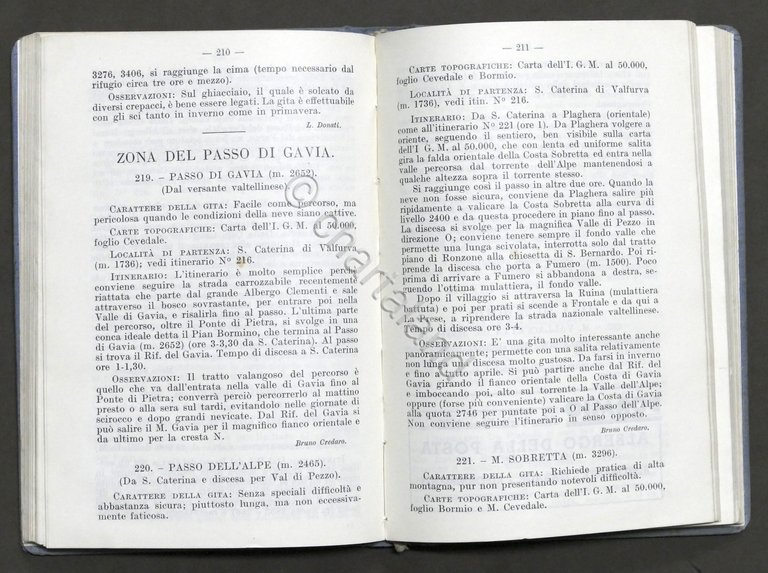 — 210 —
3276, 3406, si raggiunge la cima (tempo necessario dal
rifugio circa tre ore e mezzo).
Osservazioni: Sul ghiacciaio, il quale è solcato da
diversi crepacci, è bene essere legati. La gita è effettuabile
con gli sci tanto in inverno come in primavera.
L. Donati.
ZONA DEL PASSO DI GAVIA.
219. – PASSO DI GAVIA (m. 2652).
(Dal versante valtellinese)
Carattere della gita: Facile come percorso, ma
pericolosa quando le condizioni della neve siano cattive.
Carte topografiche: Carta dell'I. G. M. al 50.000,
foglio Cevedale.
Località di partenza: S. Caterina di Valfurva
(m. 1736); vedi itinerario Nº 216.
Itinerario: L'itinerario è molto semplice perchè
conviene seguire la strada carrozzabile recentemente
riattata che parte dal grande Albergo Clementi e sale
attraverso il bosco sovrastante, per entrare poi nella
Valle di Gavia, e risalirla fino al passo. L'ultima parte
del percorso, oltre il Ponte di Pietra, si svolge in una
conca ideale detta il Pian Bormino, che termina al Passo
di Gavia (m. 2652) (ore 3-3,30 da S. Caterina). Al passo
si trova il Rif. del Gavia. Tempo di discesa a S. Caterina
ore 1-1,30.
Osservazioni: Il tratto valangoso del percorso è
quello che va dall'entrata nella valle di Gavia fino al
Ponte di Pietra; converrà perciò percorrerlo al mattino
presto o alla sera sul tardi, evitandolo nelle giornate di
scirocco e dopo grandi nevicate. Dal Rif. del Gavia si
può salire il M. Gavia per il magnifico fianco orientale e
da ultimo per la cresta N.
Bruno Credaro.
220. – PASSO DELL'ALPE (m. 2465).
(Da S. Caterina e discesa per Val di Pezzo).
Carattere della gita: Senza speciali difficoltà e
abbastanza sicura; piuttosto lunga, ma non eccessiva-
mente faticosa.
— 211 —
Carte topografiche: Carta dell'I. G. M. al 50.000,
foglio Cevedale e Bormio.
Località di partenza: S. Caterina di Valfurva
(m. 1736), vedi itin. Nº 216.
Itinerario: Da S. Caterina a Plaghera (orientale)
come all'itinerario Nº 221 (ore 1). Da Plaghera volgere a
oriente, seguendo il sentiero, ben visibile sulla carta
dell'I G. M. al 50.000, che con lenta ed uniforme salita
gira la falda orientale della Costa Sobretta ed entra nella
valle percorsa dal torrente dell'Alpe mantenendosi a
qualche altezza sopra il torrente stesso.
Si raggiunge così il passo in altre due ore. Quando la
neve non fosse sicura, conviene da Plaghera salire più
ripidamente a valicare la Costa Sobretta alla curva di
livello 2400 e da questa procedere in piano fino al passo.
La discesa si svolge per la magnifica Valle di Pezzo in
direzione O; conviene tenere sempre il fondo valle che
permette una lunga scivolata, interrotta solo dal tratto
piano di Ronzone alla chiesetta di S. Bernardo. Poi ri-
prende la discesa che porta a Fumero (m. 1500). Poco
prima di arrivare a Fumero si abbandona a destra, se-
guendo l'ottima mulattiera, il fondo valle.
Dopo il villaggio si attraversa la Ruina (mulattiera
battuta) e poi per prati si scende a Frontale e da qui a
La Prese, a riprendere la strada nazionale valtellinese.
Tempo di discesa ore 3-4.
Osservazioni: E' una gita molto interessante anche
panoramicamente; permette con una salita relativamente
non lunga una discesa molto gustosa. Da farsi in inverno
e fino a tutto aprile. Si può partire anche dal Rif. del
Gavia girando il fianco orientale della Costa di Gavia
e imboccando poi, alto sul torrente la Valle dell'Alpe;
oppure (forse più conveniente) valicare la Costa di Gavia
alla quota 2746 per puntate poi a O al Passo dell'Alpe.
Non conviene seguire l'itinerario in senso opposto.
Bruno Credaro.
221. – M. SOBRETTA (m. 3296).
Carattere della gita: Richiede pratica di alta
montagna, pur non presentando notevoli difficoltà.
Carte topografiche: Carta dell'I. G. M. al 50.000,
foglio Bormio e M. Cevedale.